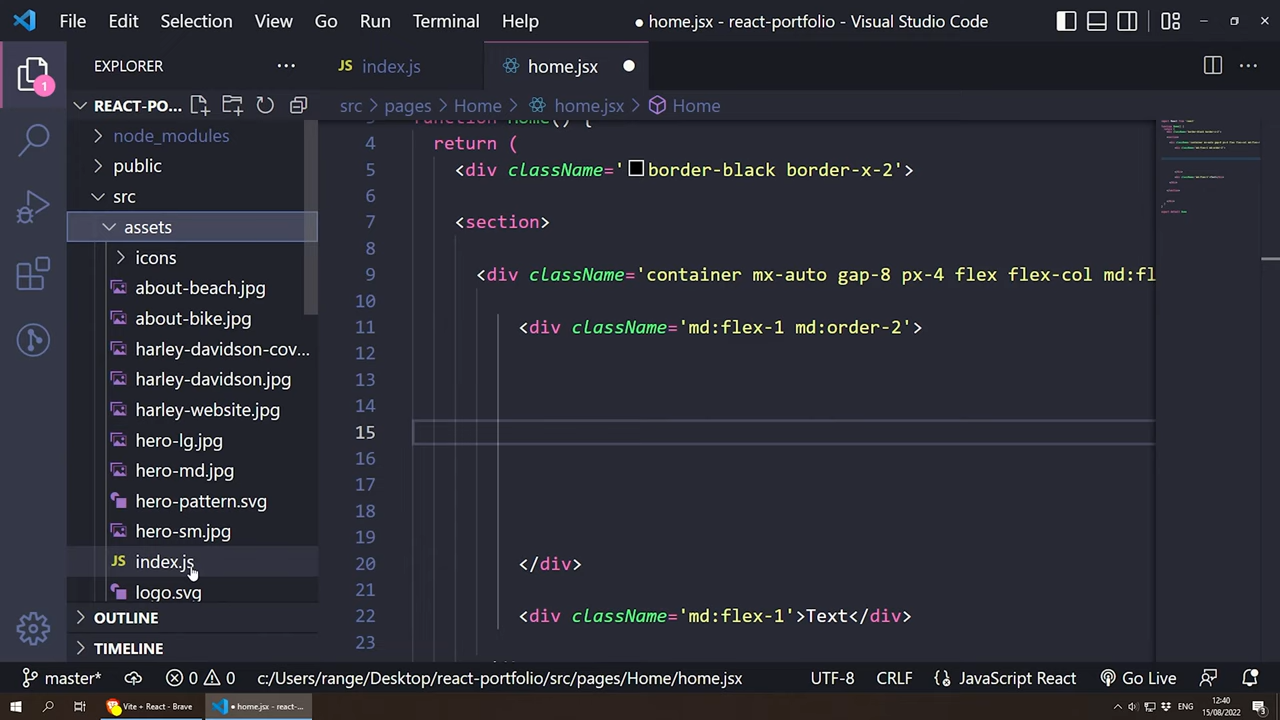 File Edit Selection View Go Run Terminal Help ● home.jsx - react-portfolio - Visual Studio Code
EXPLORER ...
JS index.js
home.jsx ●
REACT-PO...
src > pages > Home > home.jsx > Home
node_modules
public
src
assets
icons
about-beach.jpg
about-bike.jpg
harley-davidson-cov...
harley-davidson.jpg
harley-website.jpg
hero-lg.jpg
hero-md.jpg
hero-pattern.svg
hero-sm.jpg
JS index.js
logo.svg
OUTLINE
TIMELINE
1
function Home() {
4 return (
5 <div className='border-black border-x-2'>
6
7 <section>
8
9 <div className='container mx-auto gap-8 px-4 flex flex-col md:fl
10
11 <div className='md:flex-1 md:order-2'>
12
13
14
15
16
17
18
19
20 </div>
21
22 <div className='md:flex-1'>Text</div>
23
master* 0 0 c:/Users/range/Desktop/react-portfolio/src/pages/Home/home.jsx UTF-8 CRLF {} JavaScript React Go Live
Vite + React - Brave
● home.jsx - react-...
ENG
12:40
15/08/2022
3